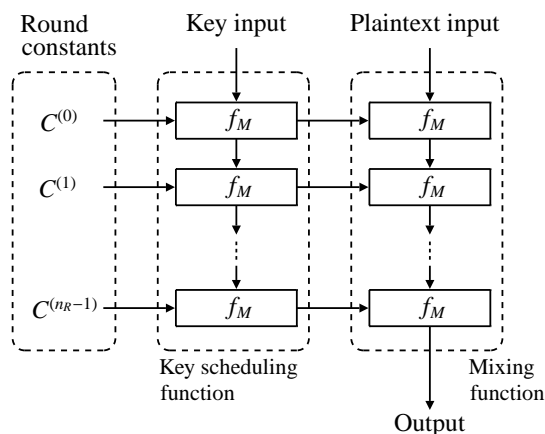 Round
constants
Key input
Plaintext input
C^{(0)}
f_M
f_M
C^{(1)}
f_M
f_M
C^{(n_R−1)}
f_M
f_M
Key scheduling
function
Mixing
function
Output